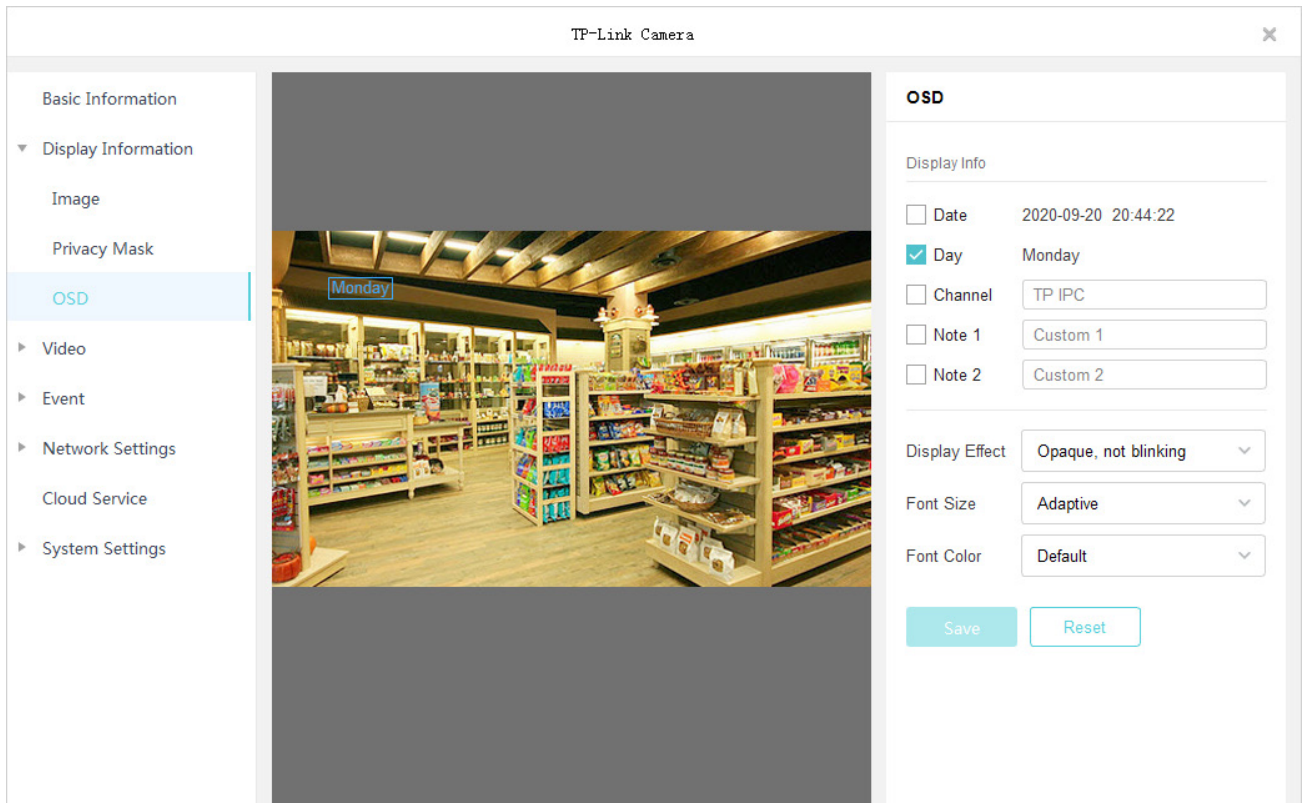 TP-Link Camera
Basic Information
Display Information
Image
Privacy Mask
OSD
Video
Event
Network Settings
Cloud Service
System Settings
Monday
OSD
Display Info
Date 2020-09-20 20:44:22
Day Monday
Channel TP IPC
Note 1 Custom 1
Note 2 Custom 2
Display Effect Opaque, not blinking
Font Size Adaptive
Font Color Default
Save Reset